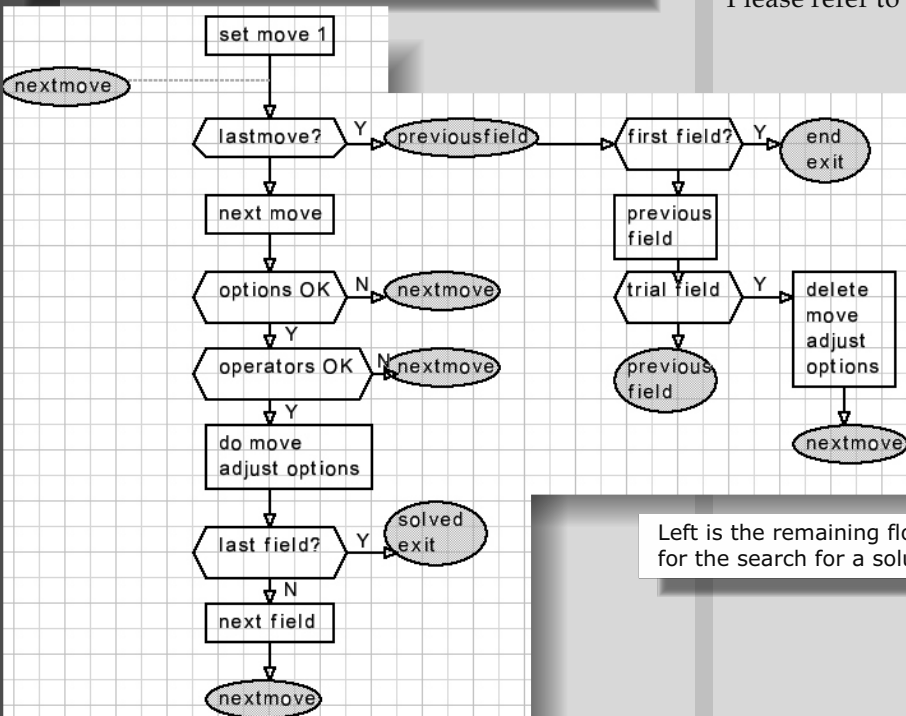 Please refer to
set move 1
nextmove
lastmove?
Y
previousfield
first field?
Y
end
exit
next move
previous
field
options OK
N
nextmove
trial field
Y
delete
move
adjust
options
Y
operators OK
N
nextmove
previous
field
Y
do move
adjust options
nextmove
last field?
Y
solved
exit
N
next field
nextmove
Left is the remaining
for the search for a